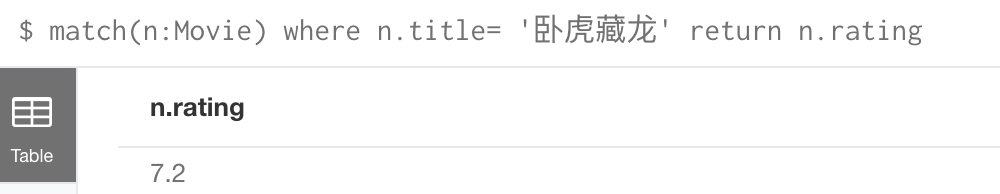 $ match(n:Movie) where n.title= '卧虎藏龙' return n.rating
n.rating
Table
7.2